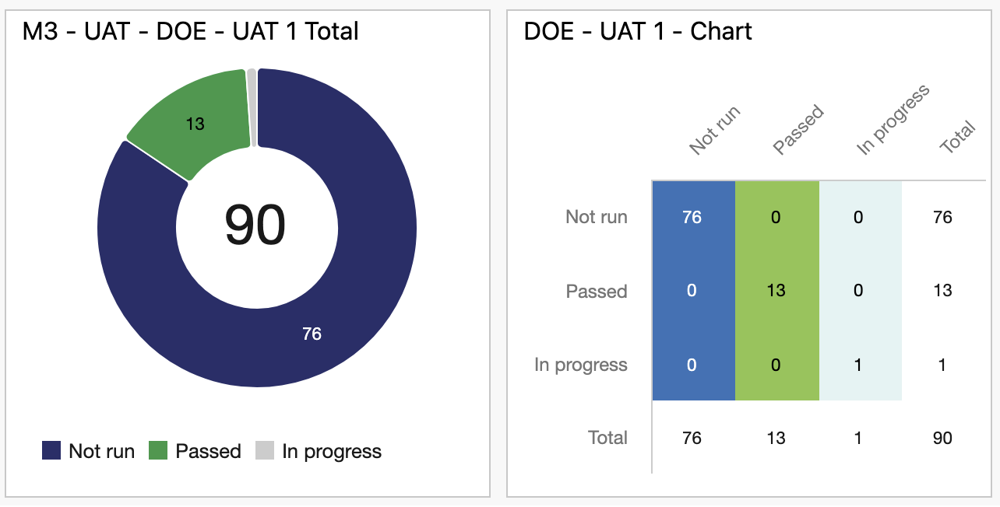 M3 - UAT - DOE - UAT 1 Total
13
90
76
Not run Passed In progress
DOE - UAT 1 - Chart
Not run Passed In progress Total
Not run 76 0 0 76
Passed 0 13 0 13
In progress 0 0 1 1
Total 76 13 1 90